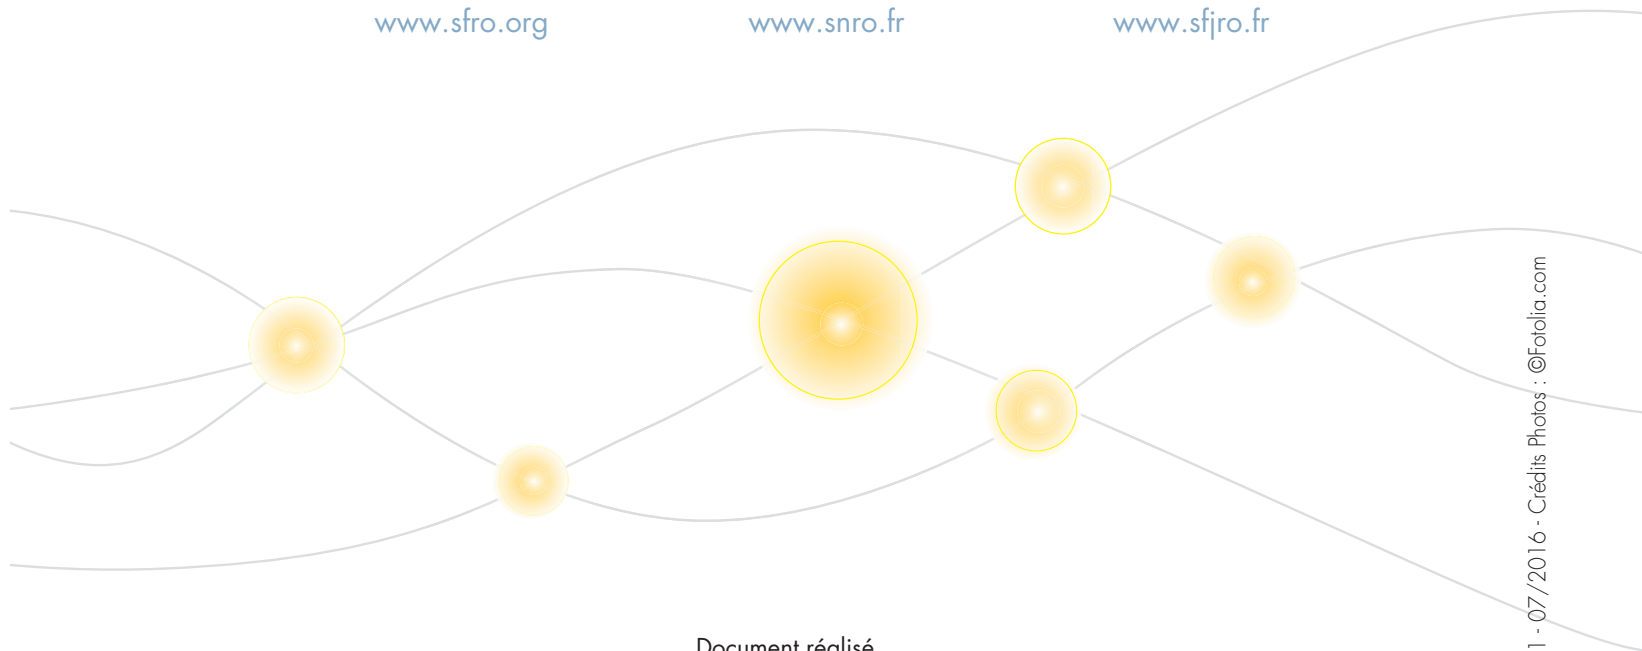 www.sfro.org
www.snro.fr
www.sfjro.fr
Document réalisé
1 - 07/2016 - Crédits Photos : ©Fotolia.com